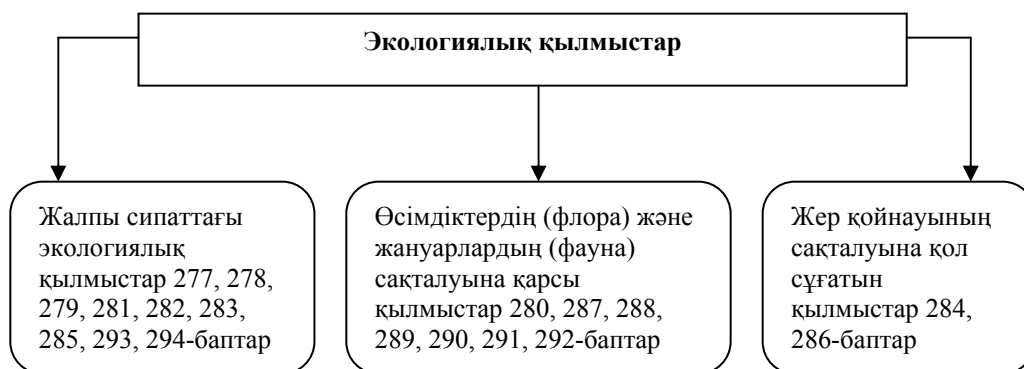 Экологиялық қылмыстар
Жалпы сипаттағы
экологиялық
қылмыстар 277, 278,
279, 281, 282, 283,
285, 293, 294-баптар
Өсімдіктердің (флора) және
жануарлардың (фауна)
сақталуына қарсы
қылмыстар 280, 287, 288,
289, 290, 291, 292-баптар
Жер қойнауының
сақталуына қол
сұғатын
қылмыстар 284,
286-баптар